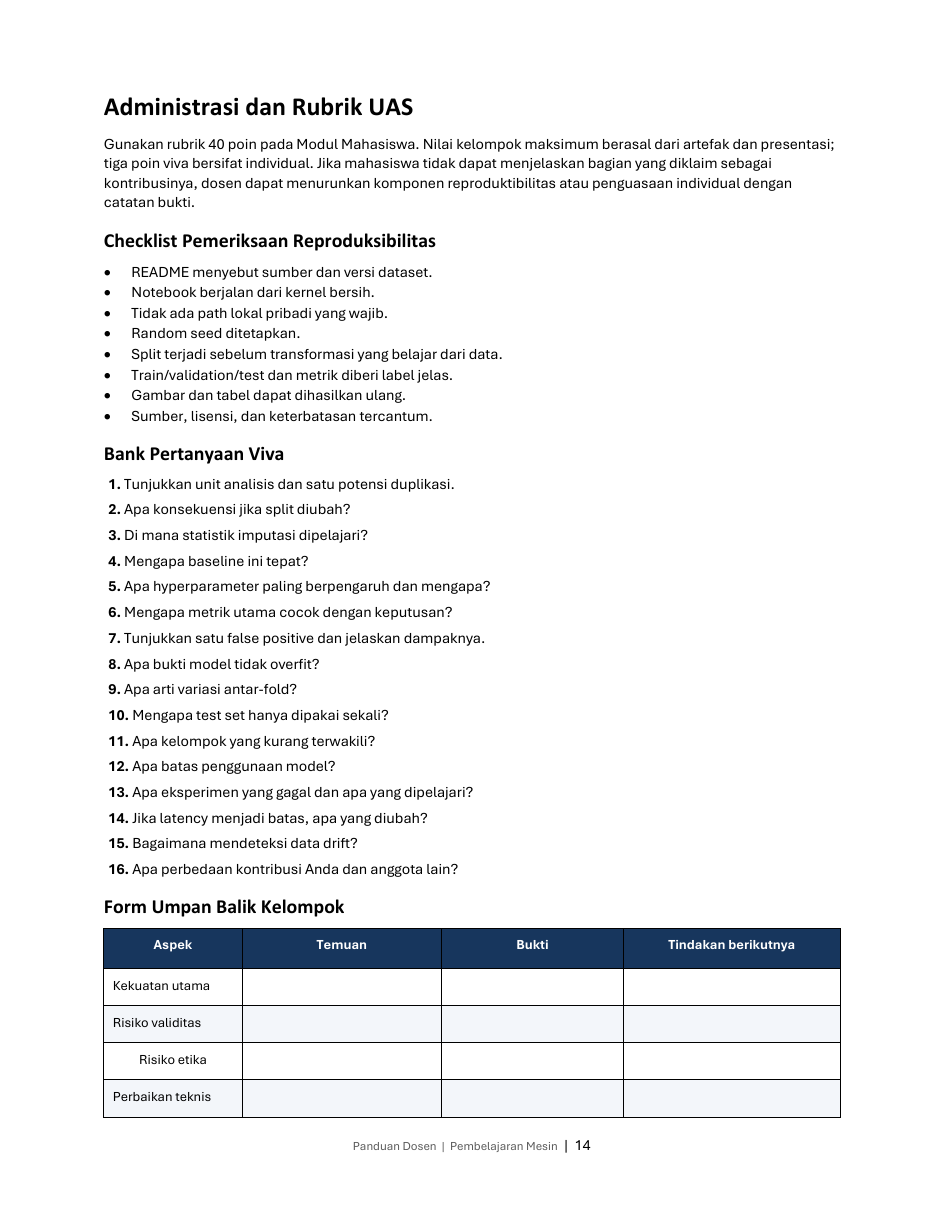 Administrasi dan Rubrik UAS
Gunakan rubrik 40 poin pada Modul Mahasiswa. Nilai kelompok maksimum berasal dari artefak dan presentasi;
tiga poin viva bersifat individual. Jika mahasiswa tidak dapat menjelaskan bagian yang diklaim sebagai
kontribusinya, dosen dapat menurunkan komponen reproduktibilitas atau penguasaan individual dengan
catatan bukti.
Checklist Pemeriksaan Reproduksibilitas
• README menyebut sumber dan versi dataset.
• Notebook berjalan dari kernel bersih.
• Tidak ada path lokal pribadi yang wajib.
• Random seed ditetapkan.
• Split terjadi sebelum transformasi yang belajar dari data.
• Train/validation/test dan metrik diberi label jelas.
• Gambar dan tabel dapat dihasilkan ulang.
• Sumber, lisensi, dan keterbatasan tercantum.
Bank Pertanyaan Viva
1. Tunjukkan unit analisis dan satu potensi duplikasi.
2. Apa konsekuensi jika split diubah?
3. Di mana statistik imputasi dipelajari?
4. Mengapa baseline ini tepat?
5. Apa hyperparameter paling berpengaruh dan mengapa?
6. Mengapa metrik utama cocok dengan keputusan?
7. Tunjukkan satu false positive dan jelaskan dampaknya.
8. Apa bukti model tidak overfit?
9. Apa arti variasi antar-fold?
10. Mengapa test set hanya dipakai sekali?
11. Apa kelompok yang kurang terwakili?
12. Apa batas penggunaan model?
13. Apa eksperimen yang gagal dan apa yang dipelajari?
14. Jika latency menjadi batas, apa yang diubah?
15. Bagaimana mendeteksi data drift?
16. Apa perbedaan kontribusi Anda dan anggota lain?
Form Umpan Balik Kelompok
Aspek Temuan Bukti Tindakan berikutnya
Kekuatan utama
Risiko validitas
Risiko etika
Perbaikan teknis
Panduan Dosen | Pembelajaran Mesin | 14